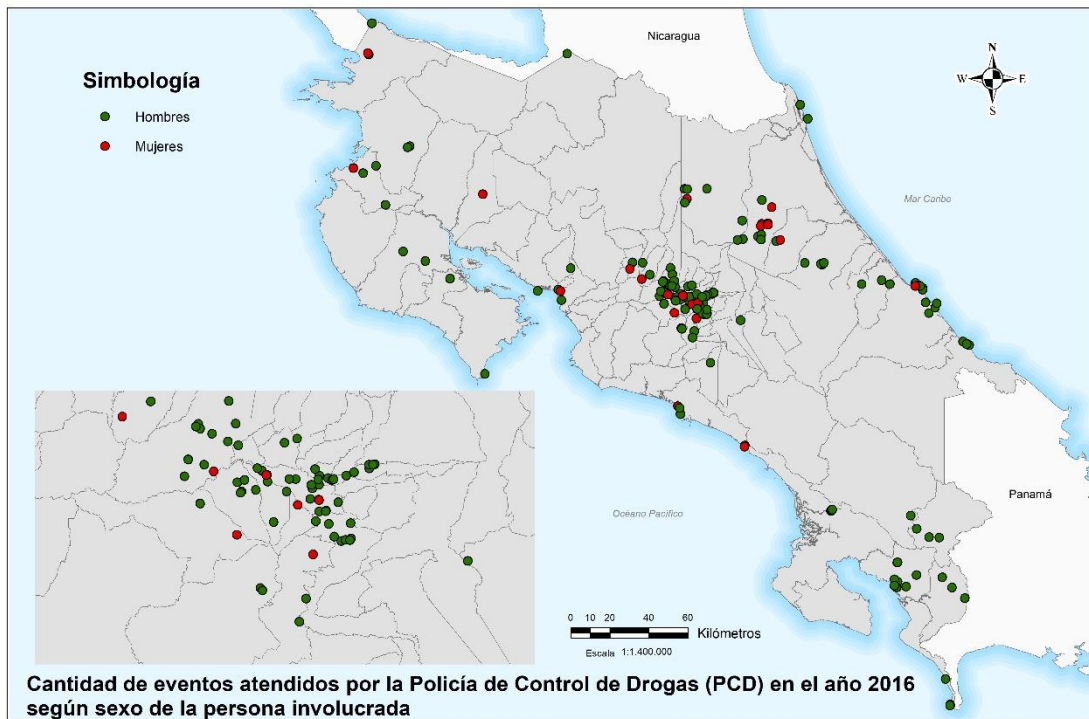 Nicaragua
Simbología
Hombres
Mujeres
N
W E
S
Mar Caribo
Panamá
Océano Pacífico
0 10 20 40 60
Kilómetros
Escala 1:1.400.000
Cantidad de eventos atendidos por la Policía de Control de Drogas (PCD) en el año 2016
según sexo de la persona involucrada